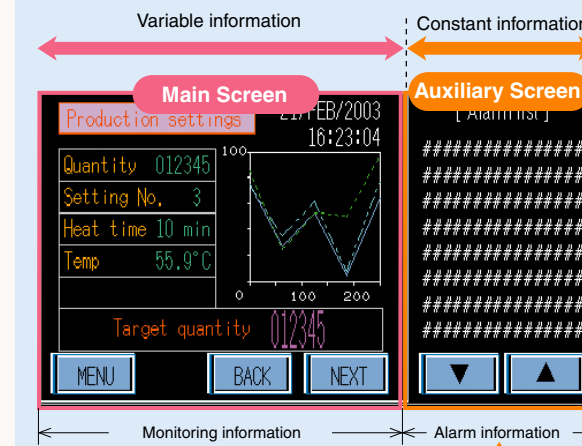 Variable information
Constant information
Main Screen
Auxiliary Screen
Production settings
21/FEB/2003
16:23:04
[ Alarm list ]
Quantity 012345
Setting No. 3
Heat time 10 min
Temp 55.9°C
100
0 100 200
################
################
################
################
################
################
################
################
Target quantity 012345
MENU BACK NEXT ▼ ▲
Monitoring information
Alarm information